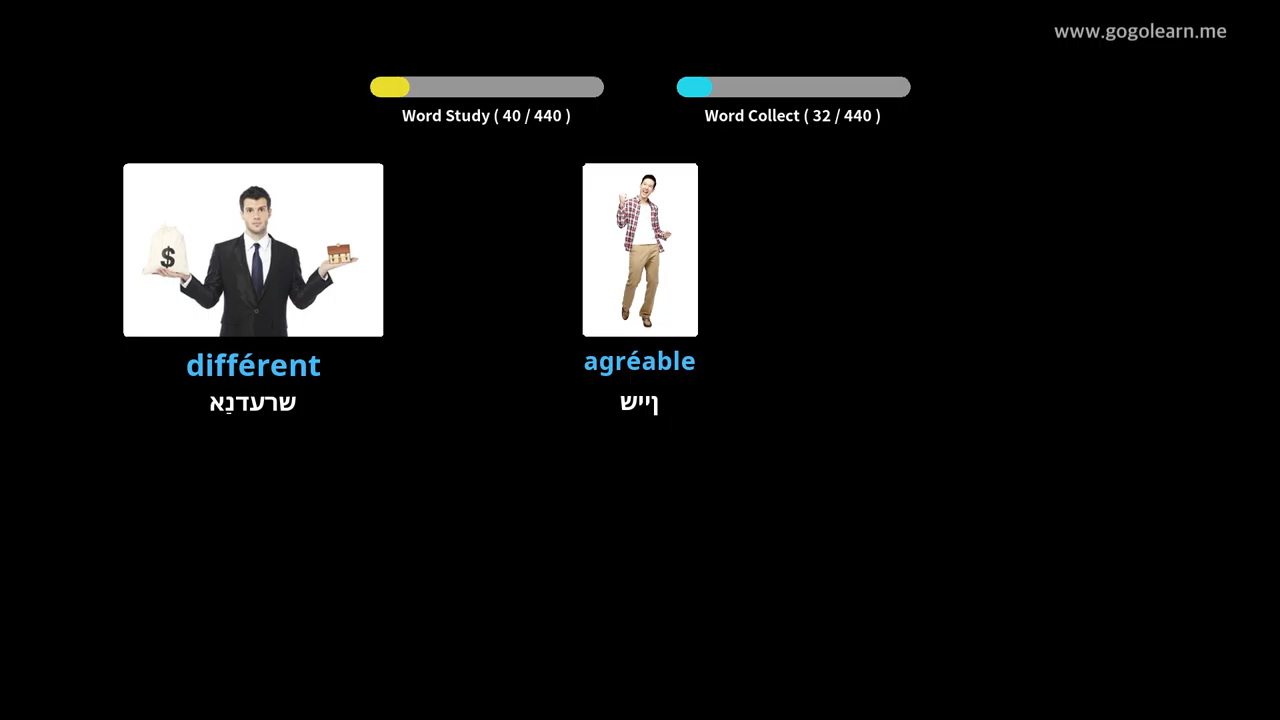 www.gogolearn.me
Word Study ( 40 / 440 )
Word Collect ( 32 / 440 )
différent
שרעדנַא
agréable
ןייש
$